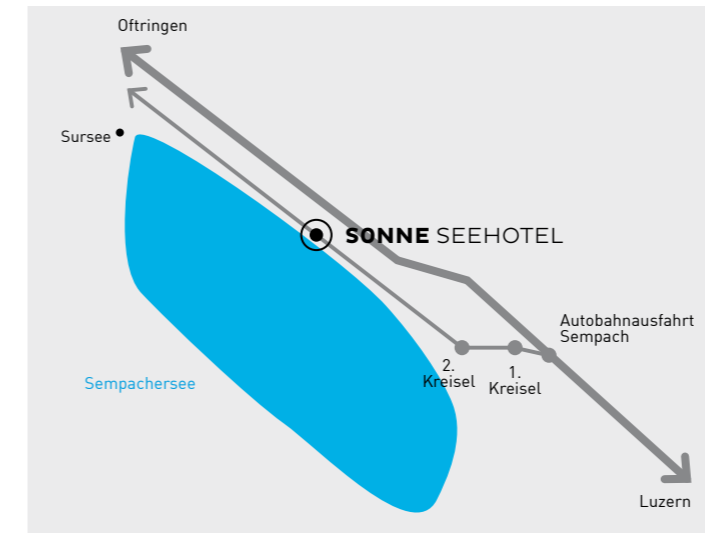 Oftringen
Sursee
SONNE SEEHOTEL
Autobahnausfahrt
Sempach
2.
Kreisel
1.
Kreisel
Sempachersee
Luzern